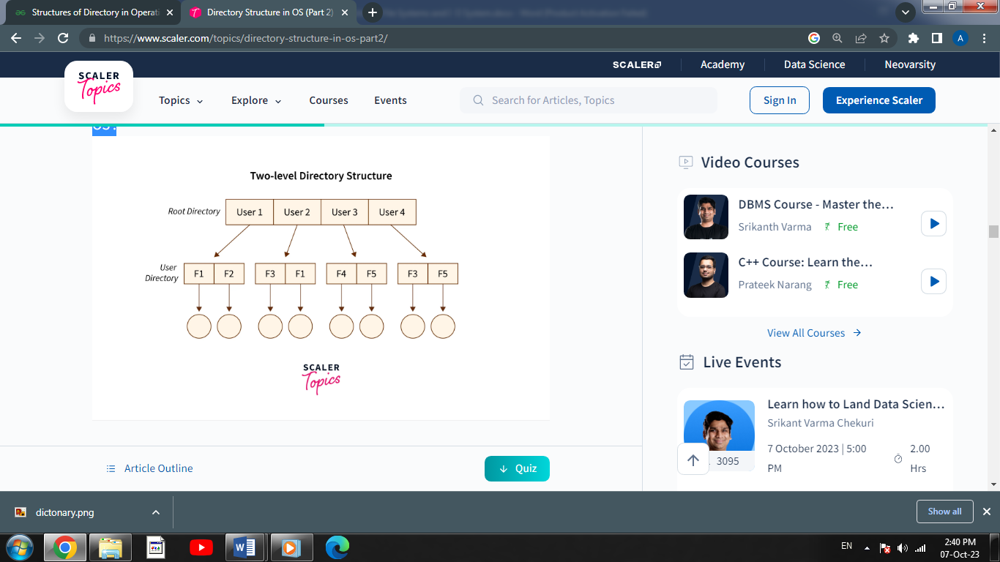 Structures of Directory in Operati
Directory Structure in OS (Part 2)
https://www.scaler.com/topics/directory-structure-in-os-part2/
A
SCALER
Academy
Data Science
Neovarsity
SCALER
Topics
Topics
Explore
Courses
Events
Search for Articles, Topics
Sign In
Experience Scaler
Two-level Directory Structure
Root Directory
User 1
User 2
User 3
User 4
User
Directory
F1
F2
F3
F1
F4
F5
F3
F5
SCALER
Topics
Article Outline
Quiz
Video Courses
DBMS Course - Master the...
Srikanth Varma
Free
C++ Course: Learn the...
Prateek Narang
Free
View All Courses
Live Events
Learn how to Land Data Scien...
Srikant Varma Chekuri
3095
7 October 2023 | 5:00
PM
2.00
Hrs
dictonary.png
Show all
EN
2:40 PM
07-Oct-23